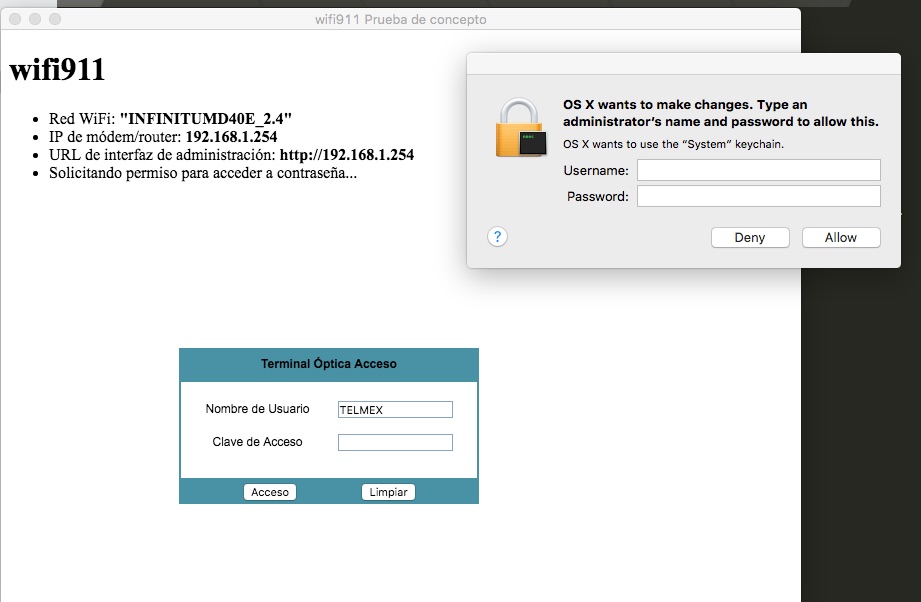 wifi911 Prueba de concepto
wifi911
Red WiFi: "INFINITUMD40E_2.4"
IP de módem/router: 192.168.1.254
URL de interfaz de administración: http://192.168.1.254
Solicitando permiso para acceder a contraseña...
OS X wants to make changes. Type an
administrator's name and password to allow this.
OS X wants to use the “System” keychain.
Username:
Password:
?
Deny
Allow
Terminal Óptica Acceso
Nombre de Usuario
TELMEX
Clave de Acceso
Acceso
Limpiar